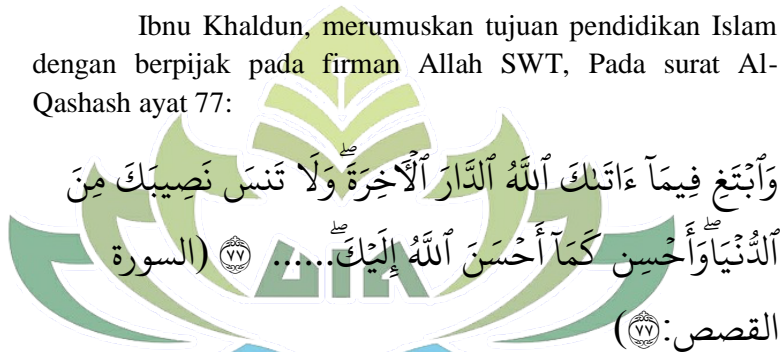 Ibnu Khaldun, merumuskan tujuan pendidikan Islam
dengan berpijak pada firman Allah SWT, Pada surat Al-
Qashash ayat 77:
وَٱبۡتَغِ فِيمَآ ءَاتَىٰكَ ٱللَّهُ ٱلدَّارَ ٱلۡأٓخِرَةَۖ وَلَا تَنسَ نَصِيبَكَ مِنَ
ٱلدُّنۡيَاۖ وَأَحۡسِن كَمَآ أَحۡسَنَ ٱللَّهُ إِلَيۡكَۖ...... ٧٧ (السورة
القصص:٧٧)